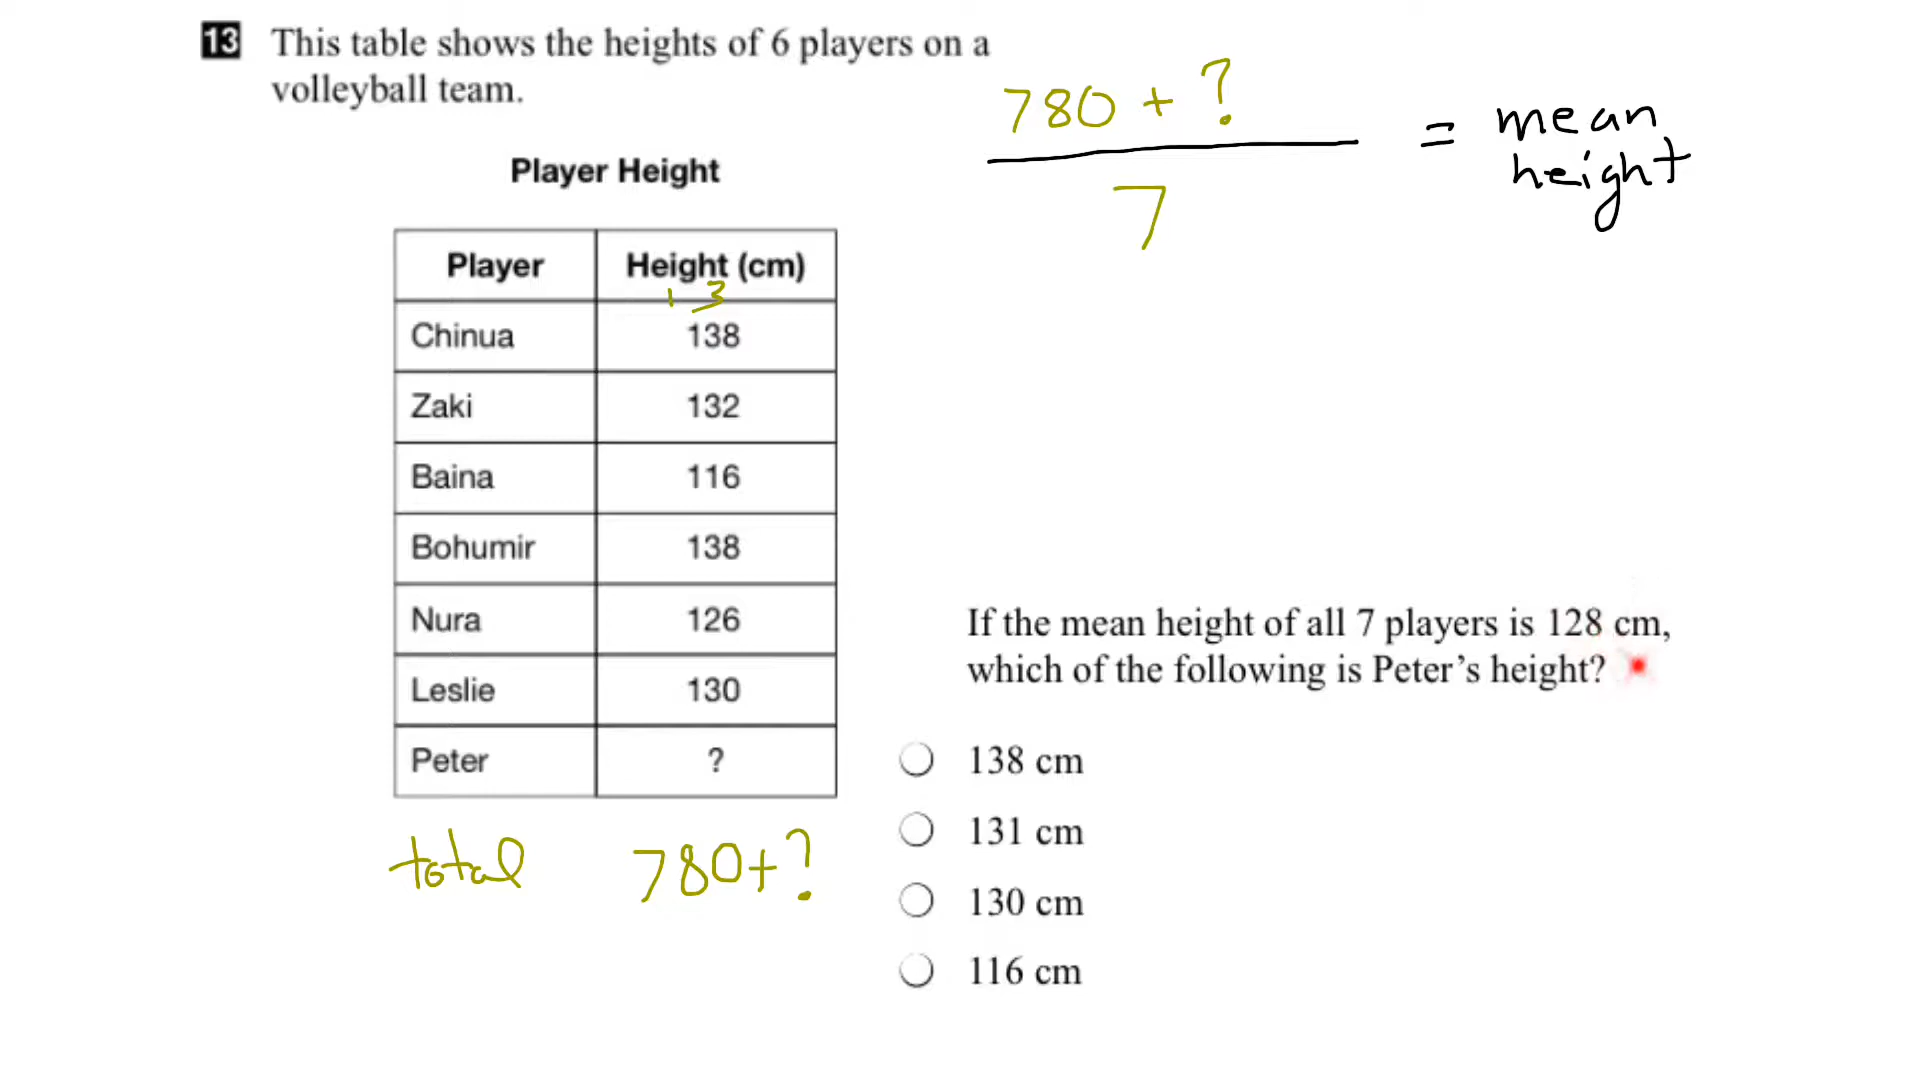 13 This table shows the heights of 6 players on a
volleyball team.
780 + ?
7
= mean
height
Player Height
Player Height (cm)
1 3
Chinua 138
Zaki 132
Baina 116
Bohumir 138
Nura 126
Leslie 130
Peter ?
total 780+?
If the mean height of all 7 players is 128 cm,
which of the following is Peter's height?
138 cm
131 cm
130 cm
116 cm